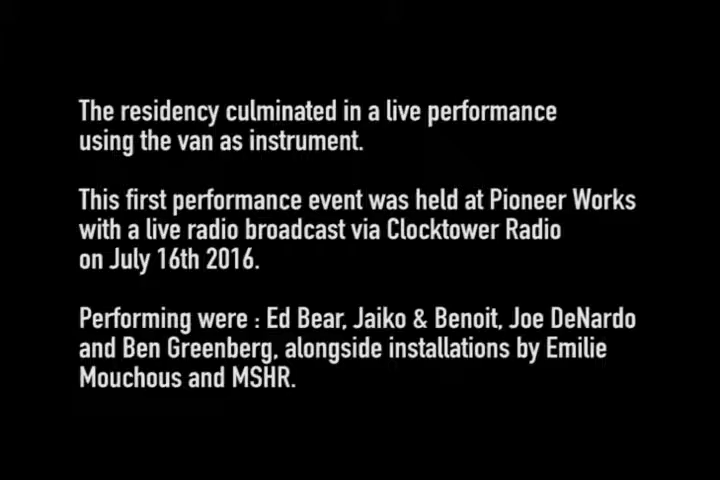 The residency culminated in a live performance
using the van as instrument.
This first performance event was held at Pioneer Works
with a live radio broadcast via Clocktower Radio
on July 16th 2016.
Performing were : Ed Bear, Jaiko & Benoit, Joe DeNardo
and Ben Greenberg, alongside installations by Emilie
Mouchous and MSHR.